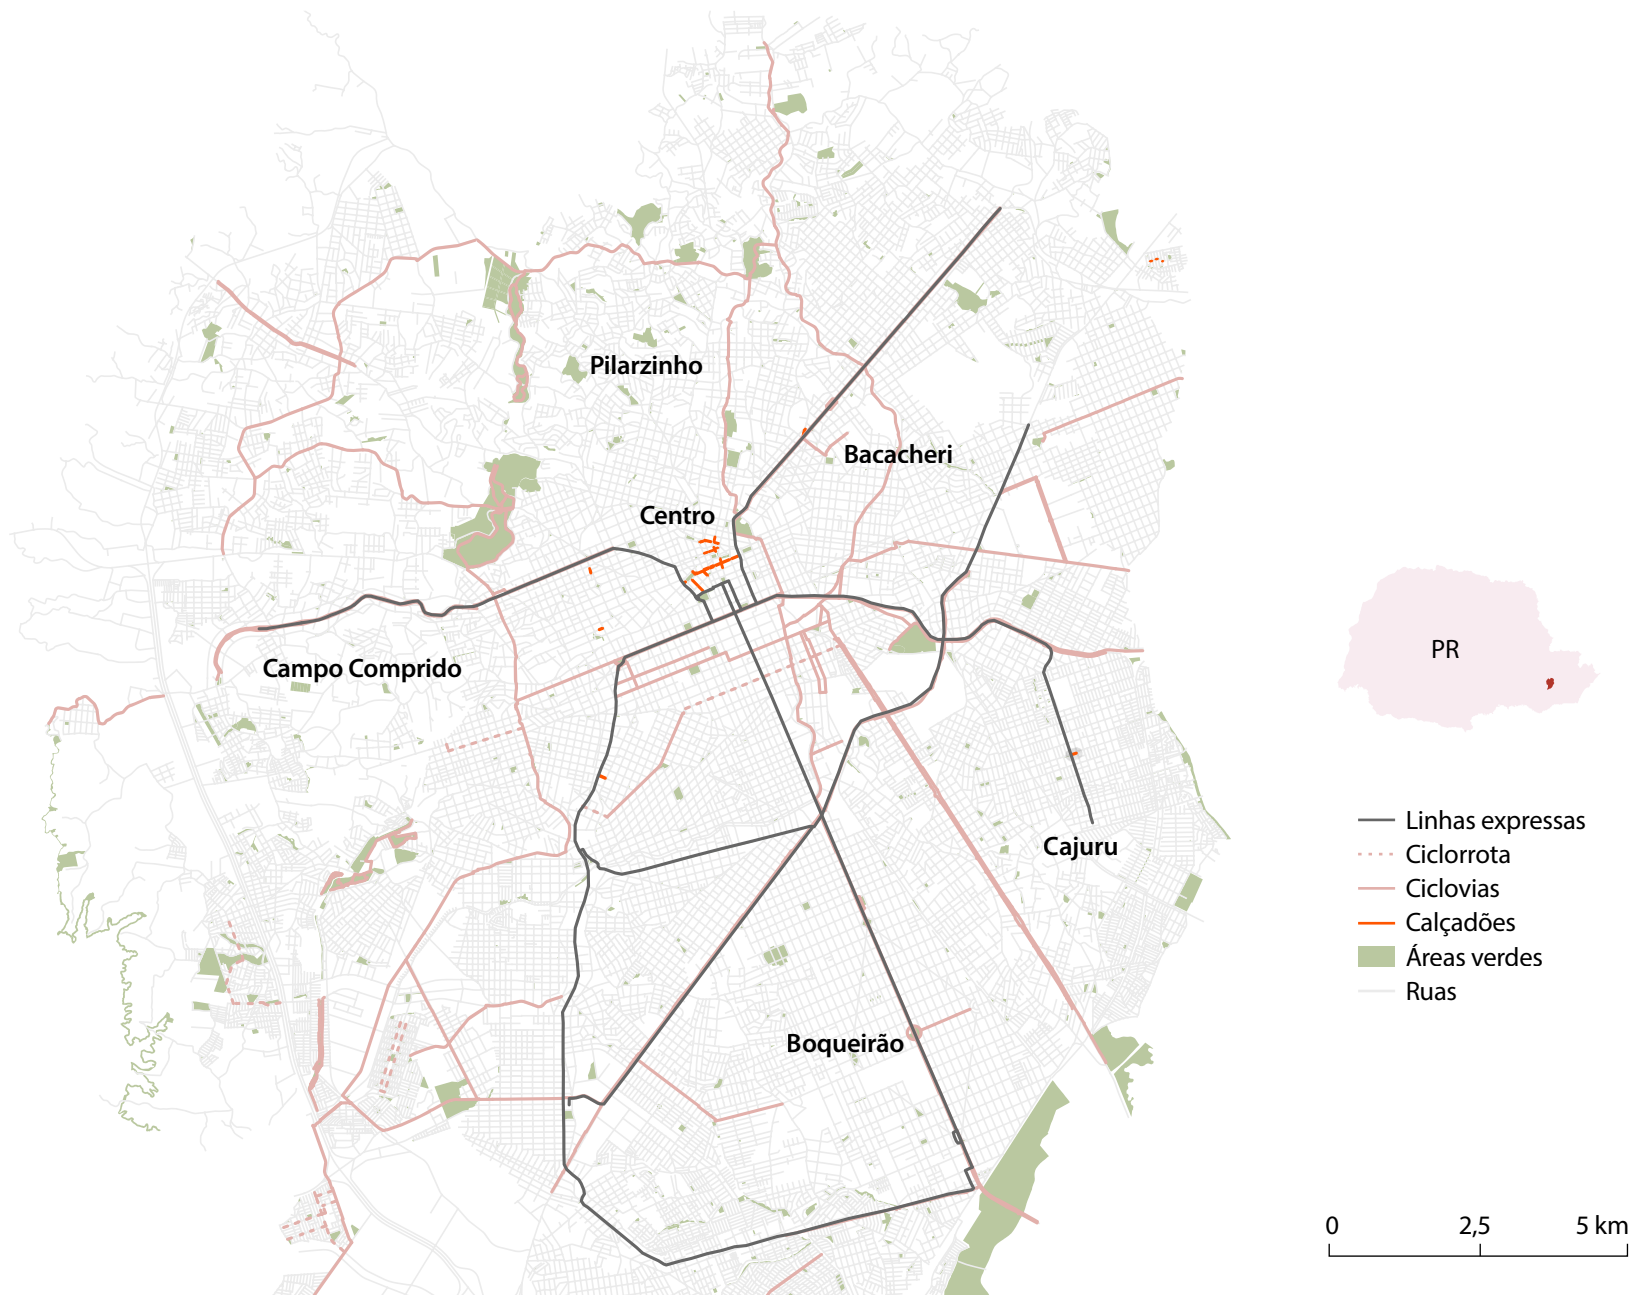 Pilarzinho
Bacacheri
Centro
Campo Comprido
Cajuru
Boqueirão
PR
Linhas expressas
Ciclorrota
Ciclovias
Calçadões
Áreas verdes
Ruas
0 2,5 5 km